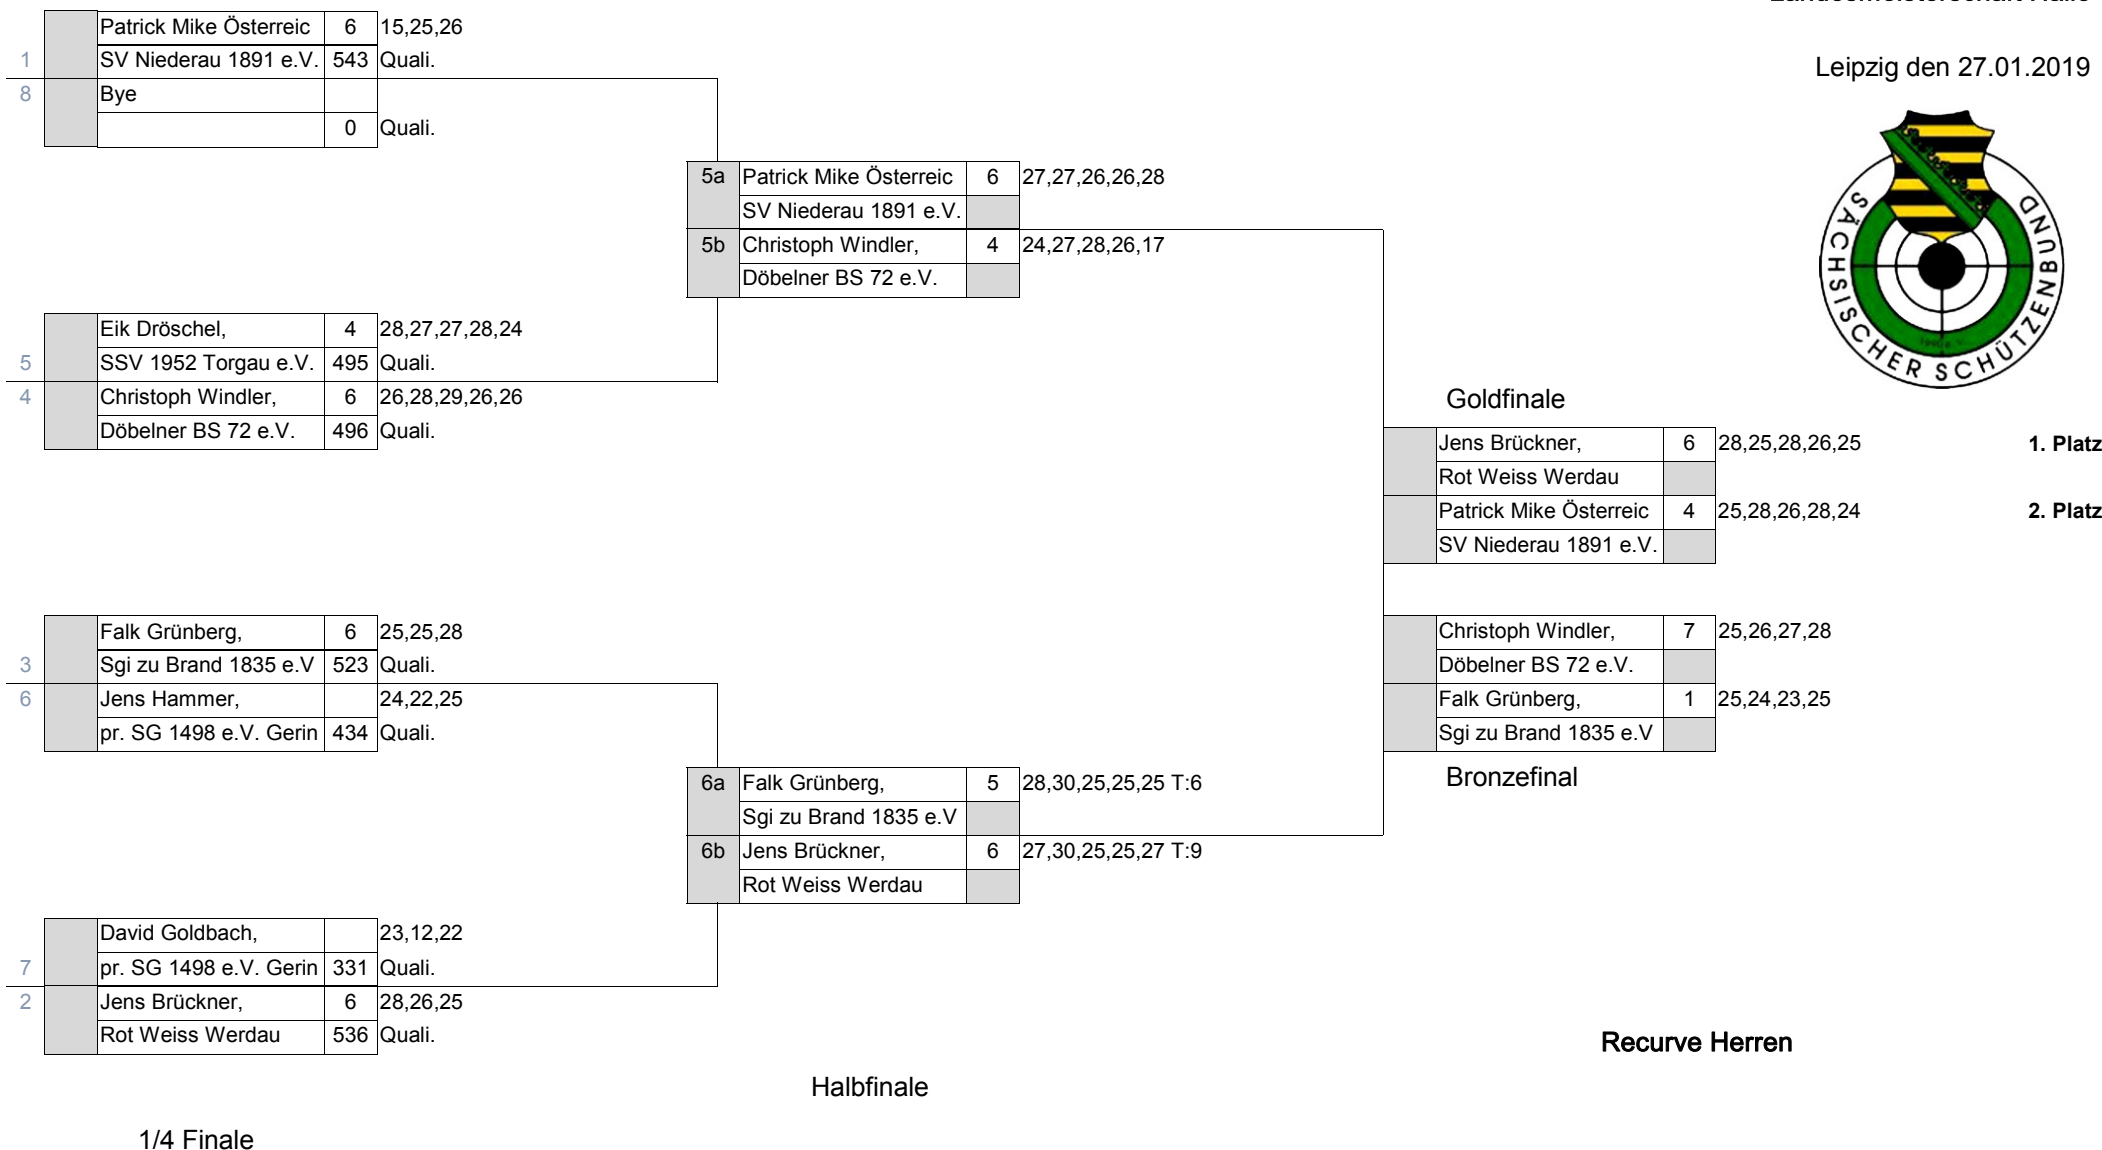 Patrick Mike Österreic 6 15,25,26
1 SV Niederau 1891 e.V. 543 Quali.
8 Bye
0 Quali.
Leipzig den 27.01.2019
SÄCHSISCHER SCHÜTZENBUND
5a Patrick Mike Österreic 6 27,27,26,26,28
SV Niederau 1891 e.V.
5b Christoph Windler, 4 24,27,28,26,17
Döbelner BS 72 e.V.
Eik Dröschel, 4 28,27,27,28,24
5 SSV 1952 Torgau e.V. 495 Quali.
4 Christoph Windler, 6 26,28,29,26,26
Döbelner BS 72 e.V. 496 Quali.
Goldfinale
Jens Brückner, 6 28,25,28,26,25 1. Platz
Rot Weiss Werdau
Patrick Mike Österreic 4 25,28,26,28,24 2. Platz
SV Niederau 1891 e.V.
Falk Grünberg, 6 25,25,28
3 Sgi zu Brand 1835 e.V 523 Quali.
6 Jens Hammer, 24,22,25
pr. SG 1498 e.V. Gerin 434 Quali.
Christoph Windler, 7 25,26,27,28
Döbelner BS 72 e.V.
Falk Grünberg, 1 25,24,23,25
Sgi zu Brand 1835 e.V
Bronzefinal
6a Falk Grünberg, 5 28,30,25,25,25 T:6
Sgi zu Brand 1835 e.V
6b Jens Brückner, 6 27,30,25,25,27 T:9
Rot Weiss Werdau
David Goldbach, 23,12,22
7 pr. SG 1498 e.V. Gerin 331 Quali.
2 Jens Brückner, 6 28,26,25
Rot Weiss Werdau 536 Quali.
Recurve Herren
Halbfinale
1/4 Finale